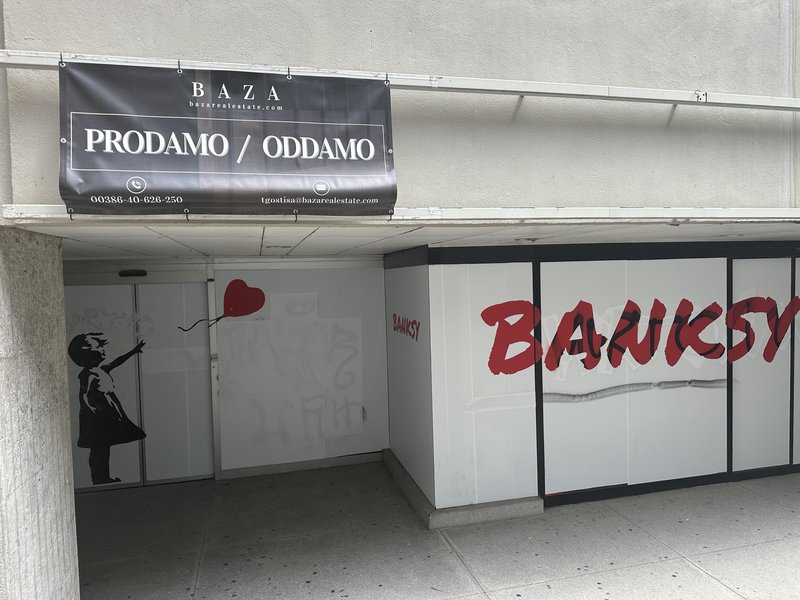 BAZA
bazarealestate.com
PRODAMO / ODDAMO
00386-40-626-250
tgostisa@bazarealestate.com
BANKSY
BANKSY